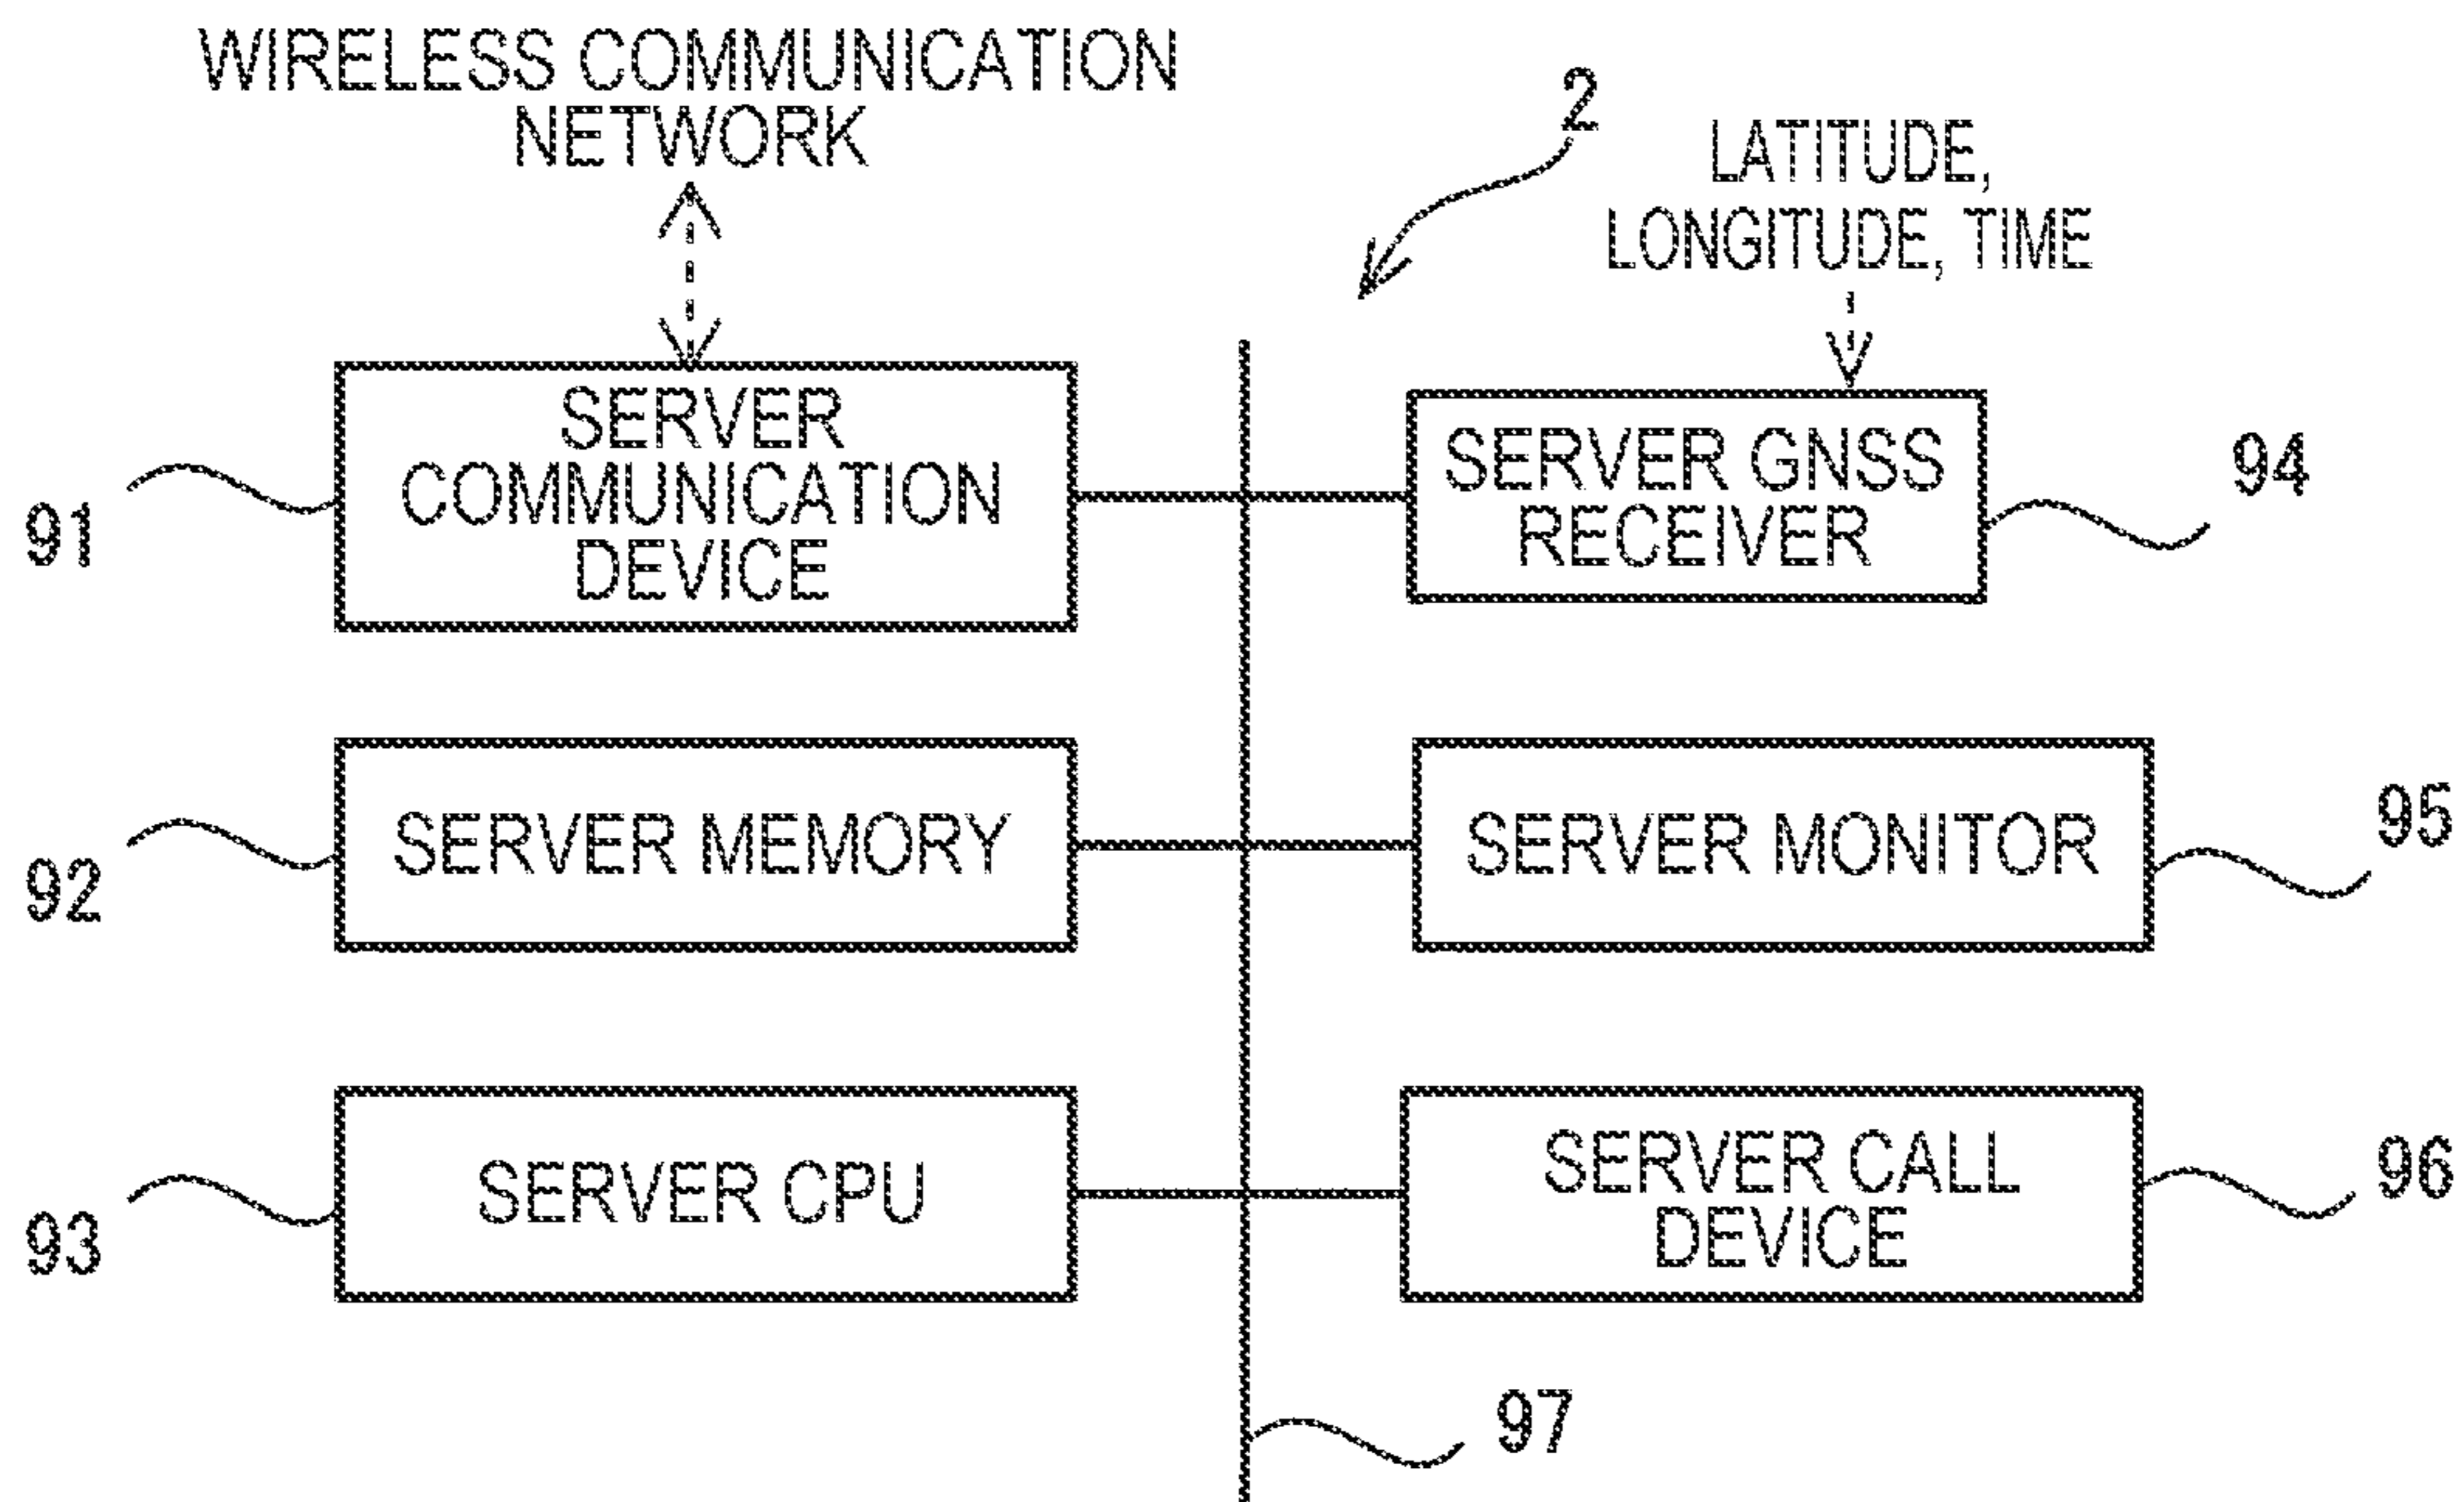 WIRELESS COMMUNICATION
NETWORK
2
LATITUDE,
LONGITUDE, TIME
SERVER
COMMUNICATION
DEVICE
91
SERVER GNSS
RECEIVER
94
SERVER MEMORY
92
SERVER MONITOR
95
SERVER CPU
93
SERVER CALL
DEVICE
96
97